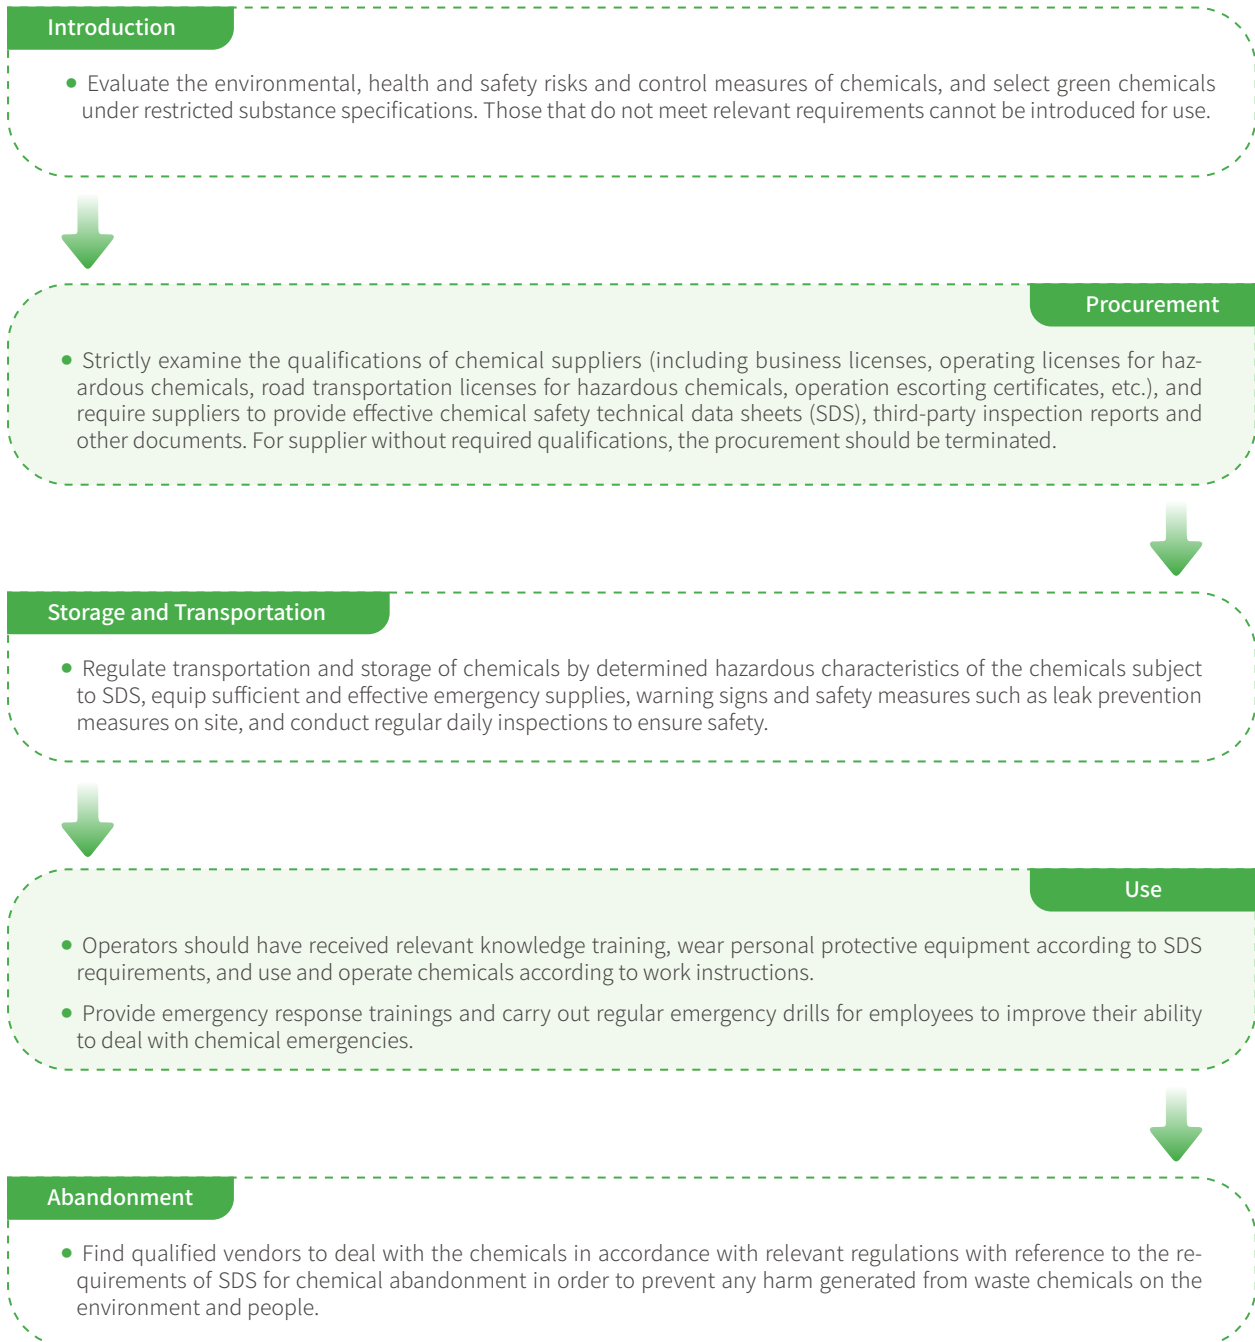 Introduction
● Evaluate the environmental, health and safety risks and control measures of chemicals, and select green chemicals
under restricted substance specifications. Those that do not meet relevant requirements cannot be introduced for use.
Procurement
● Strictly examine the qualifications of chemical suppliers (including business licenses, operating licenses for haz-
ardous chemicals, road transportation licenses for hazardous chemicals, operation escorting certificates, etc.), and
require suppliers to provide effective chemical safety technical data sheets (SDS), third-party inspection reports and
other documents. For supplier without required qualifications, the procurement should be terminated.
Storage and Transportation
● Regulate transportation and storage of chemicals by determined hazardous characteristics of the chemicals subject
to SDS, equip sufficient and effective emergency supplies, warning signs and safety measures such as leak prevention
measures on site, and conduct regular daily inspections to ensure safety.
Use
● Operators should have received relevant knowledge training, wear personal protective equipment according to SDS
requirements, and use and operate chemicals according to work instructions.
● Provide emergency response trainings and carry out regular emergency drills for employees to improve their ability
to deal with chemical emergencies.
Abandonment
● Find qualified vendors to deal with the chemicals in accordance with relevant regulations with reference to the re-
quirements of SDS for chemical abandonment in order to prevent any harm generated from waste chemicals on the
environment and people.